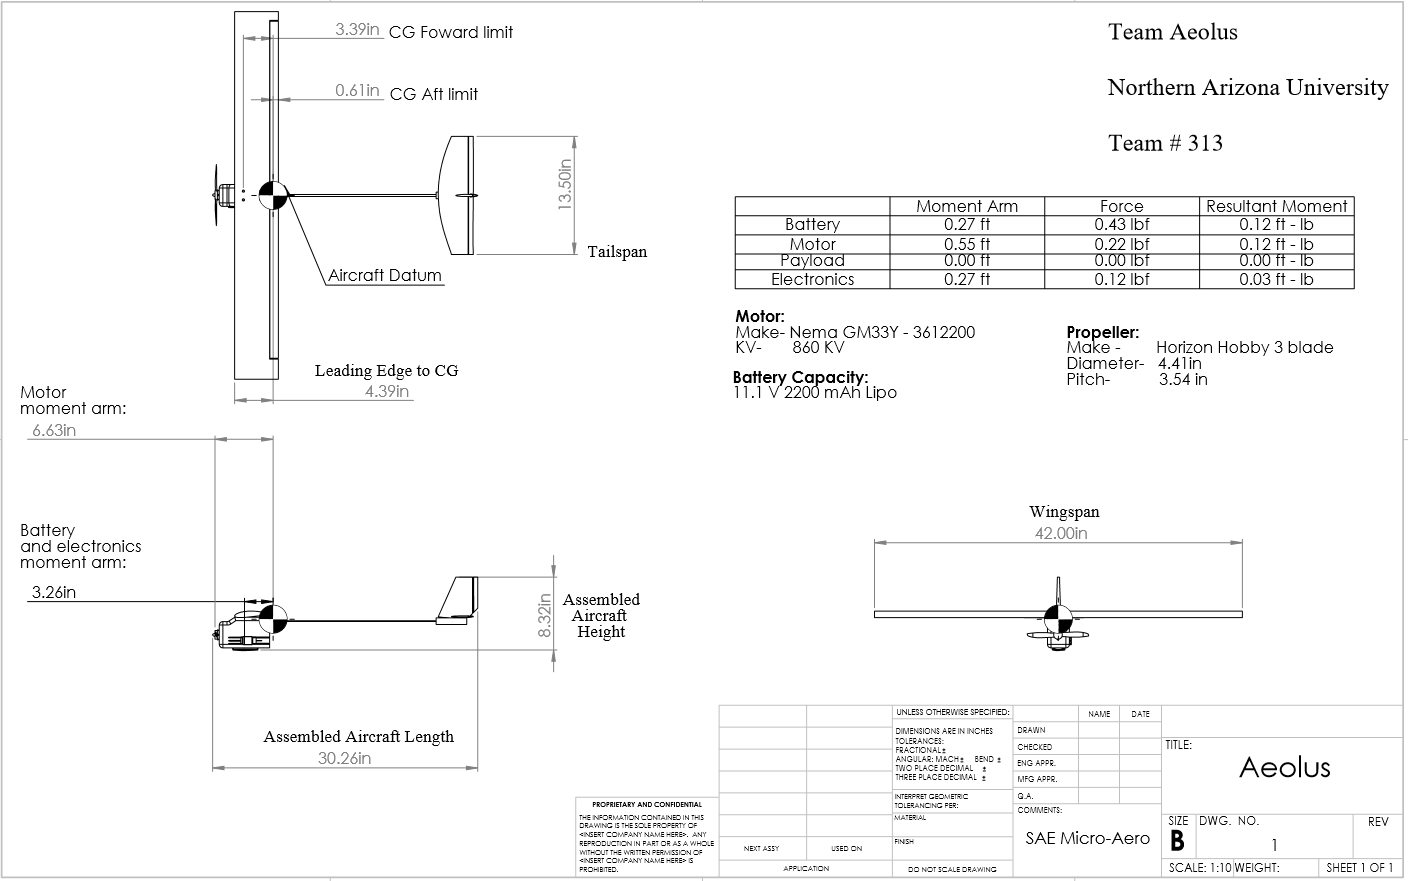 3.39in CG Foward limit
0.61in CG Aft limit
13.50in
Tailspan
Aircraft Datum
Leading Edge to CG
4.39in
Team Aeolus
Northern Arizona University
Team # 313
Moment Arm Force Resultant Moment
Battery 0.27 ft 0.43 lbf 0.12 ft - lb
Motor 0.55 ft 0.22 lbf 0.12 ft - lb
Payload 0.00 ft 0.00 lbf 0.00 ft - lb
Electronics 0.27 ft 0.12 lbf 0.03 ft - lb
Motor:
Make- Nema GM33Y - 3612200
KV- 860 KV
Battery Capacity:
11.1 V 2200 mAh Lipo
Propeller:
Make - Horizon Hobby 3 blade
Diameter- 4.41in
Pitch- 3.54 in
Motor
moment arm:
6.63in
Battery
and electronics
moment arm:
3.26in
8.32in
Assembled
Aircraft
Height
Assembled Aircraft Length
30.26in
Wingspan
42.00in
PROPRIETARY AND CONFIDENTIAL
THE INFORMATION CONTAINED IN THIS
DRAWING IS THE SOLE PROPERTY OF
<INSERT COMPANY NAME HERE>. ANY
REPRODUCTION IN PART OR AS A WHOLE
WITHOUT THE WRITTEN PERMISSION OF
<INSERT COMPANY NAME HERE> IS
PROHIBITED.
NEXT ASSY USED ON
APPLICATION
UNLESS OTHERWISE SPECIFIED:
DIMENSIONS ARE IN INCHES
TOLERANCES:
FRACTIONAL±
ANGULAR: MACH± BEND ±
TWO PLACE DECIMAL ±
THREE PLACE DECIMAL ±
INTERPRET GEOMETRIC
TOLERANCING PER:
MATERIAL
FINISH
DO NOT SCALE DRAWING
NAME DATE
DRAWN
CHECKED
ENG APPR.
MFG APPR.
Q.A.
COMMENTS:
SAE Micro-Aero
TITLE:
Aeolus
SIZE DWG. NO. REV
B 1
SCALE: 1:10 WEIGHT: SHEET 1 OF 1